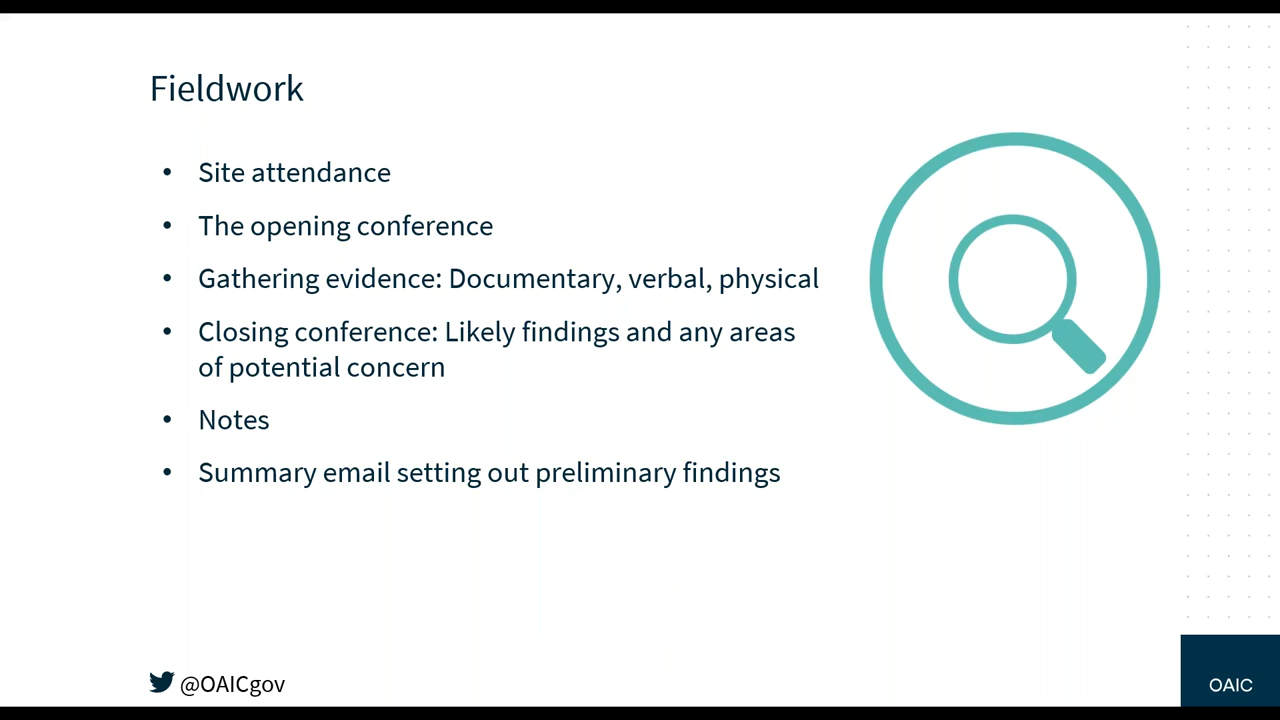 Fieldwork
• Site attendance
• The opening conference
• Gathering evidence: Documentary, verbal, physical
• Closing conference: Likely findings and any areas
of potential concern
• Notes
• Summary email setting out preliminary findings
@OAICgov
OAIC